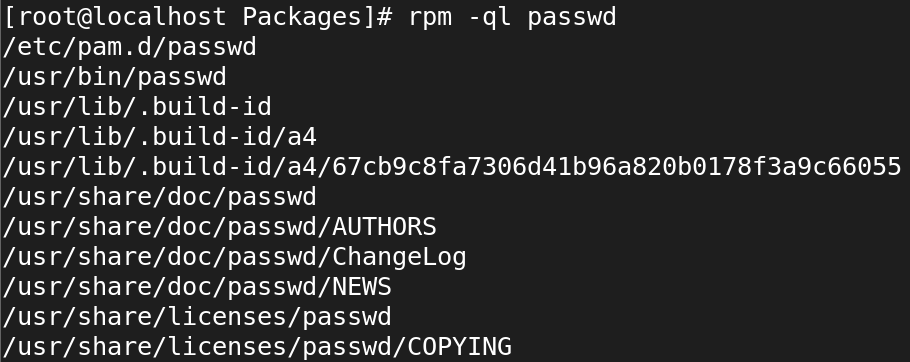 [root@localhost Packages]# rpm -ql passwd
/etc/pam.d/passwd
/usr/bin/passwd
/usr/lib/.build-id
/usr/lib/.build-id/a4
/usr/lib/.build-id/a4/67cb9c8fa7306d41b96a820b0178f3a9c66055
/usr/share/doc/passwd
/usr/share/doc/passwd/AUTHORS
/usr/share/doc/passwd/ChangeLog
/usr/share/doc/passwd/NEWS
/usr/share/licenses/passwd
/usr/share/licenses/passwd/COPYING